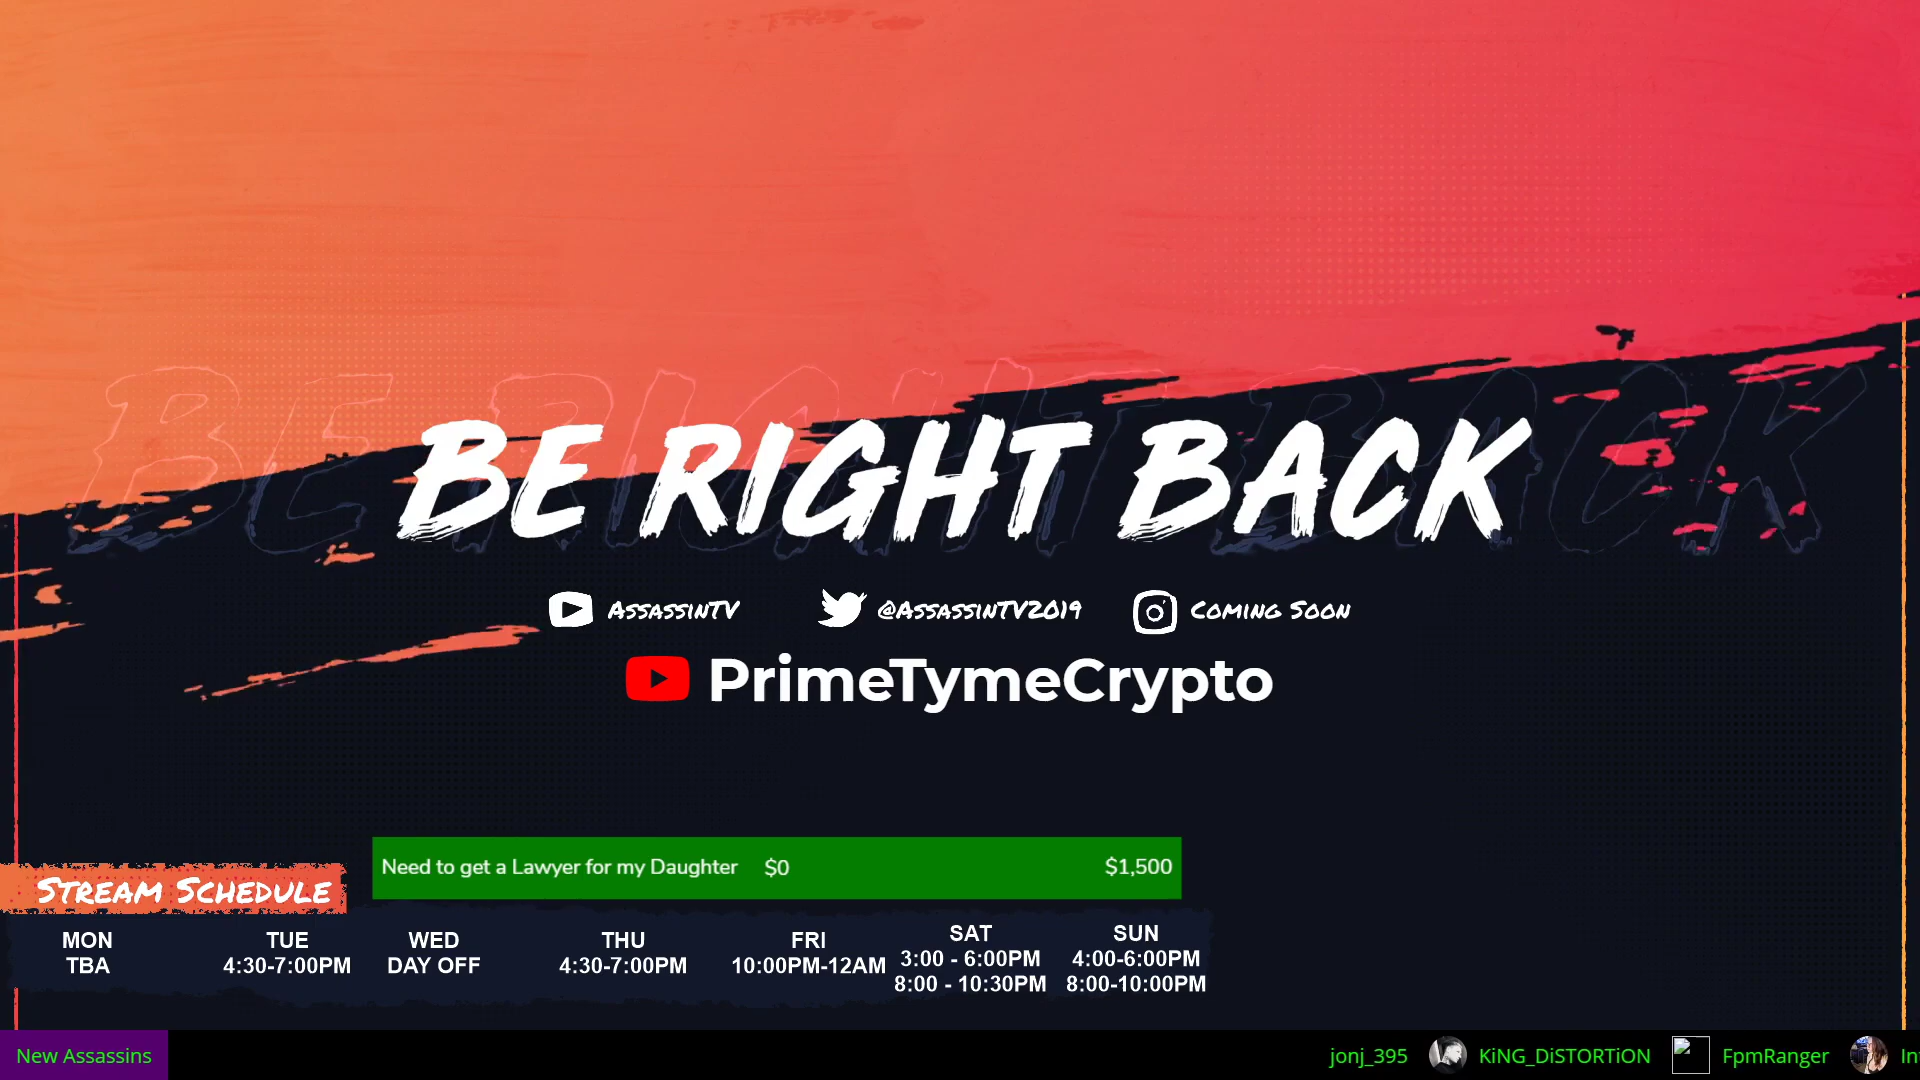 BE RIGHT BACK
ASSASSINTV
@ASSASSINTV2019
COMING SOON
PrimeTymeCrypto
Need to get a Lawyer for my Daughter $0 $1,500
STREAM SCHEDULE
MON
TBA
TUE
4:30-7:00PM
WED
DAY OFF
THU
4:30-7:00PM
FRI
10:00PM-12AM
SAT
3:00 - 6:00PM
8:00 - 10:30PM
SUN
4:00-6:00PM
8:00-10:00PM
New Assassins
jonj_395
KiNG_DiSTORTiON
FpmRanger